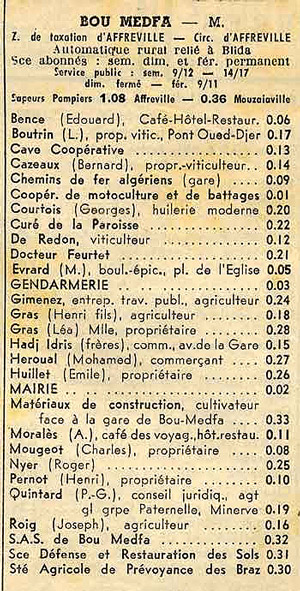 BOU MEDFA — M.
Z. de taxation d'AFFREVILLE — Circ. d'AFFREVILLE
Automatique rural relié à Blida
Sce abonnés : sem. dim. et fér. permanent
Service public : sem. 9/12 — 14/17
dim. fermé — fér. 9/11
Sapeurs Pompiers 1.08 Affreville — 0.36 Mouzaiaville
Bence (Edouard), Café-Hôtel-Restaur. 0.06
Boutrin (L.), prop. vitic., Pont Oued-Djer 0.17
Cave Coopérative .................. 0.13
Cazeaux (Bernard), propr.-viticulteur.. 0.14
Chemins de fer algériens (gare) .... 0.09
Coopér. de motoculture et de battages 0.01
Courtois (Georges), huilerie moderne 0.20
Curé de la Paroisse ................ 0.22
De Redon, viticulteur .............. 0.12
Docteur Feurtet .................... 0.21
Evrard (M.), boul.-épic., pl. de l'Eglise 0.05
GENDARMERIE .................... 0.03
Gimenez, entrep. trav. publ., agriculteur 0.24
Gras (Henri fils), agriculteur ...... 0.18
Gras (Léa) Mlle, propriétaire ...... 0.28
Hadj Idris (frères), comm., av. de la Gare 0.15
Heroual (Mohamed), commerçant .. 0.27
Huillet (Emile), propriétaire ........ 0.26
MAIRIE .......................... 0.02
Matériaux de construction, cultivateur
face à la gare de Bou-Medfa .... 0.33
Moralès (A.), café des voyag., hôt.restau. 0.11
Mougeot (Charles), propriétaire .... 0.08
Nyer (Roger) .................... 0.25
Pernot (Henri), propriétaire ........ 0.10
Quintard (P.-G.), conseil juridiq., agt
gl grpe Paternelle, Minerve 0.19
Roig (Joseph), agriculteur .......... 0.16
S.A.S. de Bou Medfa .............. 0.32
Sce Défense et Restauration des Sols 0.31
Sté Agricole de Prévoyance des Braz 0.30